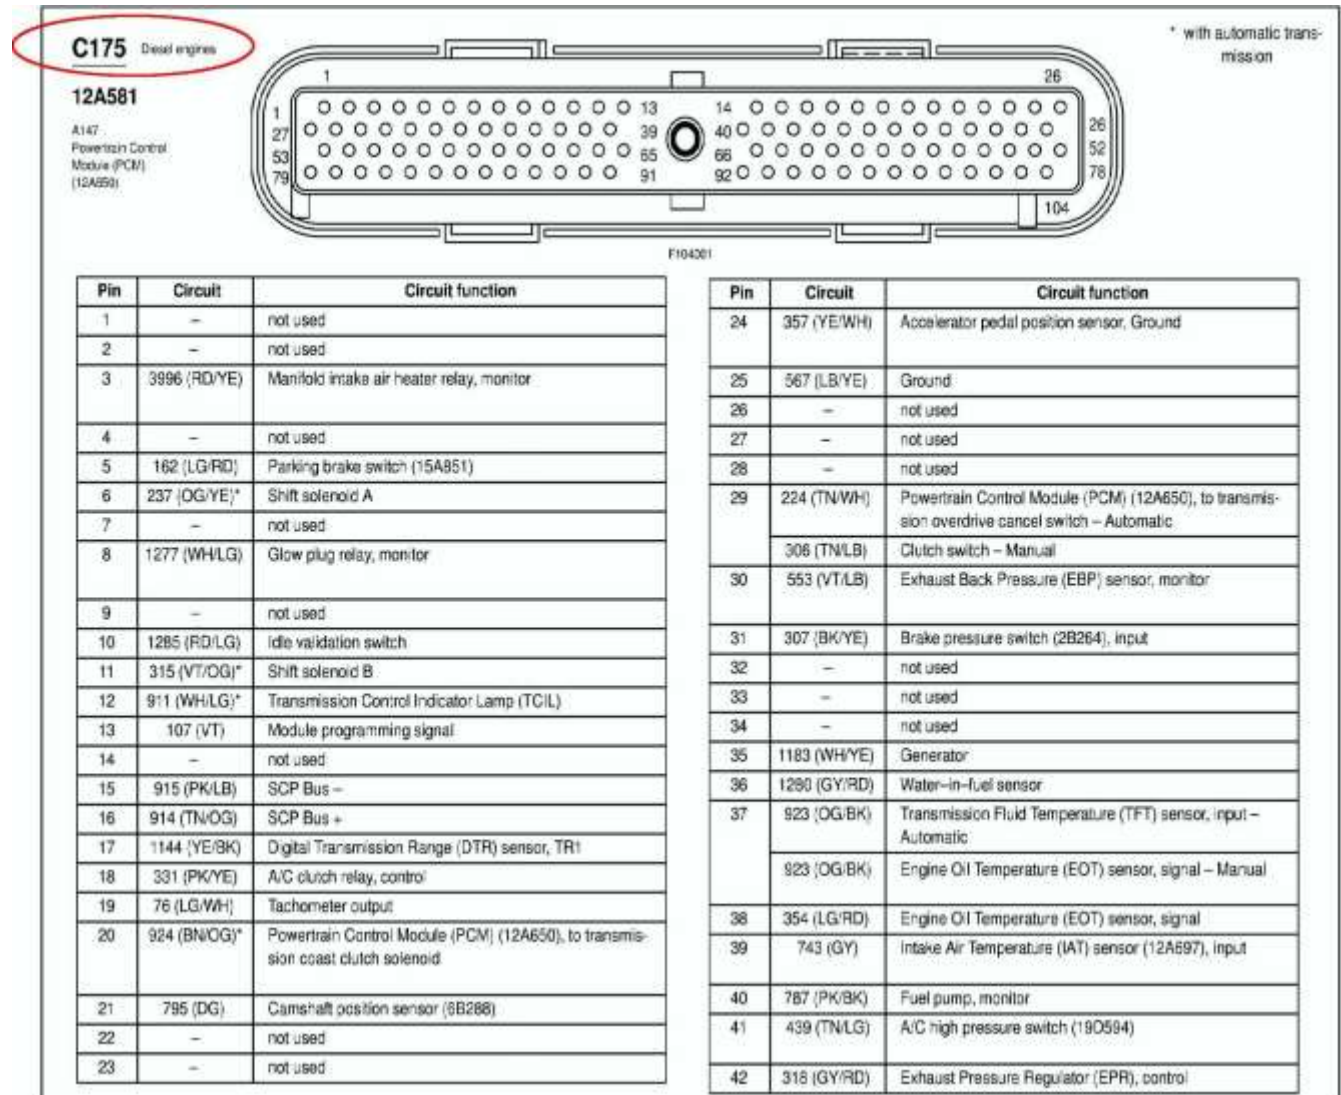 C175 Diesel engines
12A581
A147
Powertrain Control
Module (PCM)
(12A650)
* with automatic trans-
mission
1 26
1 13 14 26
27 39 40 52
53 65 66 78
79 91 92 104
F104001
Pin Circuit Circuit function
1 – not used
2 – not used
3 3996 (RD/YE) Manifold intake air heater relay, monitor
4 – not used
5 162 (LG/RD) Parking brake switch (15A851)
6 237 (OG/YE)* Shift solenoid A
7 – not used
8 1277 (WH/LG) Glow plug relay, monitor
9 – not used
10 1285 (RD/LG) Idle validation switch
11 315 (VT/OG)* Shift solenoid B
12 911 (WH/LG)* Transmission Control Indicator Lamp (TCIL)
13 107 (VT) Module programming signal
14 – not used
15 915 (PK/LB) SCP Bus –
16 914 (TN/OG) SCP Bus +
17 1144 (YE/BK) Digital Transmission Range (DTR) sensor, TR1
18 331 (PK/YE) A/C clutch relay, control
19 76 (LG/WH) Tachometer output
20 924 (BN/OG)* Powertrain Control Module (PCM) (12A650), to transmis-
sion coast clutch solenoid
21 795 (DG) Camshaft position sensor (6B288)
22 – not used
23 – not used
Pin Circuit Circuit function
24 357 (YE/WH) Accelerator pedal position sensor, Ground
25 567 (LB/YE) Ground
26 – not used
27 – not used
28 – not used
29 224 (TN/WH) Powertrain Control Module (PCM) (12A650), to transmis-
sion overdrive cancel switch – Automatic
306 (TN/LB) Clutch switch – Manual
30 553 (VT/LB) Exhaust Back Pressure (EBP) sensor, monitor
31 307 (BK/YE) Brake pressure switch (2B264), input
32 – not used
33 – not used
34 – not used
35 1183 (WH/YE) Generator
36 1280 (GY/RD) Water–in–fuel sensor
37 923 (OG/BK) Transmission Fluid Temperature (TFT) sensor, input –
Automatic
923 (OG/BK) Engine Oil Temperature (EOT) sensor, signal – Manual
38 354 (LG/RD) Engine Oil Temperature (EOT) sensor, signal
39 743 (GY) Intake Air Temperature (IAT) sensor (12A697), input
40 787 (PK/BK) Fuel pump, monitor
41 439 (TN/LG) A/C high pressure switch (19D594)
42 318 (GY/RD) Exhaust Pressure Regulator (EPR), control